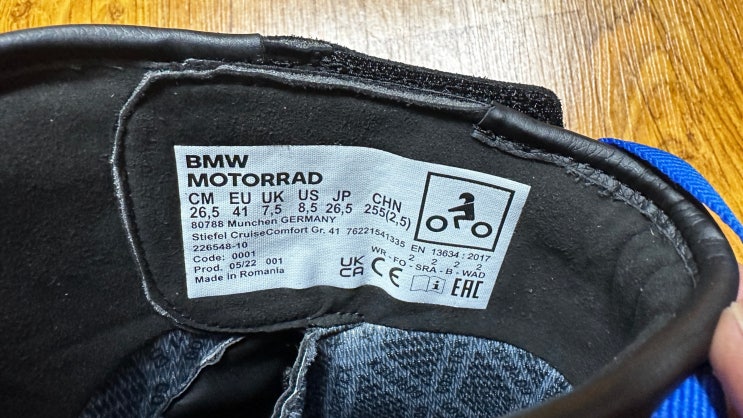 BMW
MOTORRAD
CM EU UK US JP CHN
26,5 41 7,5 8,5 26,5 255(2,5)
80788 Munchen GERMANY
Stiefel CruiseComfort Gr. 41 76221541335
226548-10
Code: 0001
Prod. 05/22 001
Made in Romania
EN 13634 : 2017
2 2 2 2
WR - FO - SRA - B - WAD
UK
CA CE i EAC